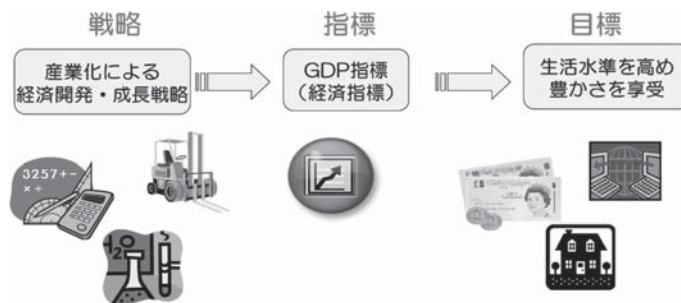 戦略
指標
目標
産業化による
経済開発・成長戦略
GDP指標
（経済指標）
生活水準を高め
豊かさを享受
3257+-
×÷
H₂O